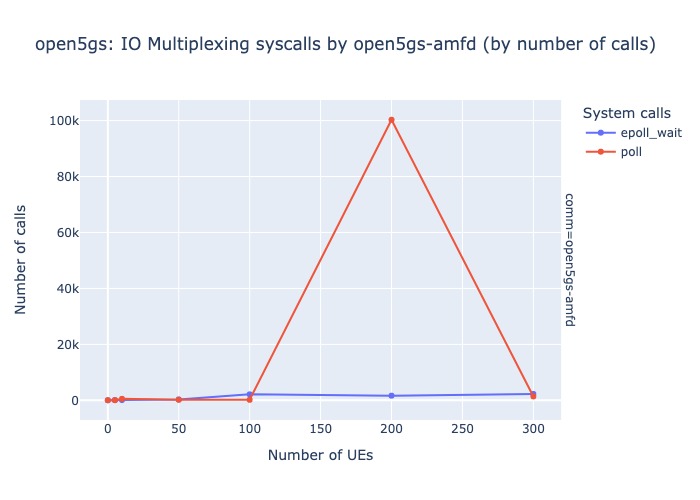 open5gs: IO Multiplexing syscalls by open5gs-amfd (by number of calls)
System calls
epoll_wait
poll
100k
80k
60k
40k
20k
0
Number of calls
comm=open5gs-amfd
0
50
100
150
200
250
300
Number of UEs